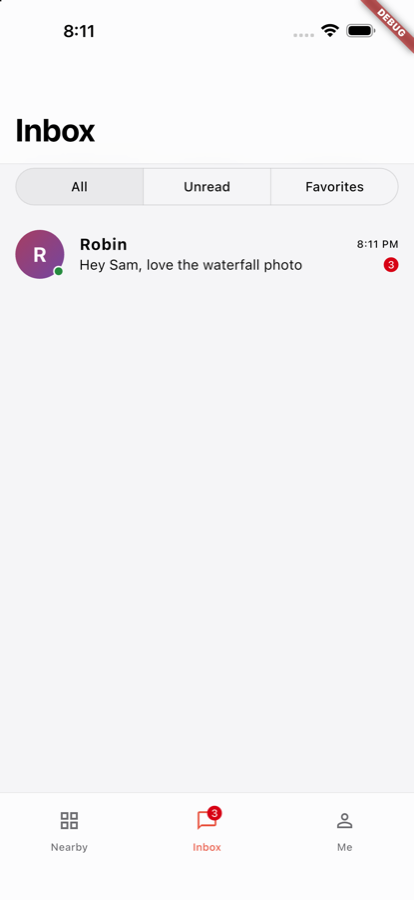 8:11
DEBUG
Inbox
All Unread Favorites
R
Robin 8:11 PM
Hey Sam, love the waterfall photo 3
3
Nearby Inbox Me